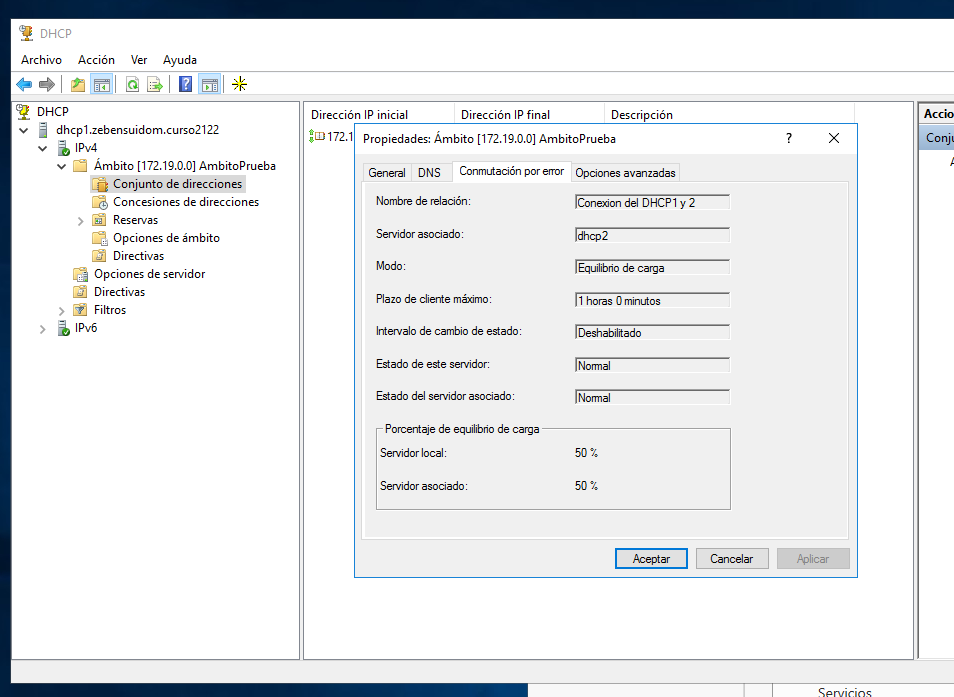 DHCP
Archivo Acción Ver Ayuda
DHCP
dhcp1.zebensuidom.curso2122
IPv4
Ámbito [172.19.0.0] AmbitoPrueba
Conjunto de direcciones
Concesiones de direcciones
Reservas
Opciones de ámbito
Directivas
Opciones de servidor
Directivas
Filtros
IPv6
Dirección IP inicial Dirección IP final Descripción
172.1
Propiedades: Ámbito [172.19.0.0] AmbitoPrueba ?
General DNS Conmutación por error Opciones avanzadas
Nombre de relación: Conexion del DHCP1 y 2
Servidor asociado: dhcp2
Modo: Equilibrio de carga
Plazo de cliente máximo: 1 horas 0 minutos
Intervalo de cambio de estado: Deshabilitado
Estado de este servidor: Normal
Estado del servidor asociado: Normal
Porcentaje de equilibrio de carga
Servidor local: 50 %
Servidor asociado: 50 %
Aceptar Cancelar Aplicar
Accio
Conju
Servicios